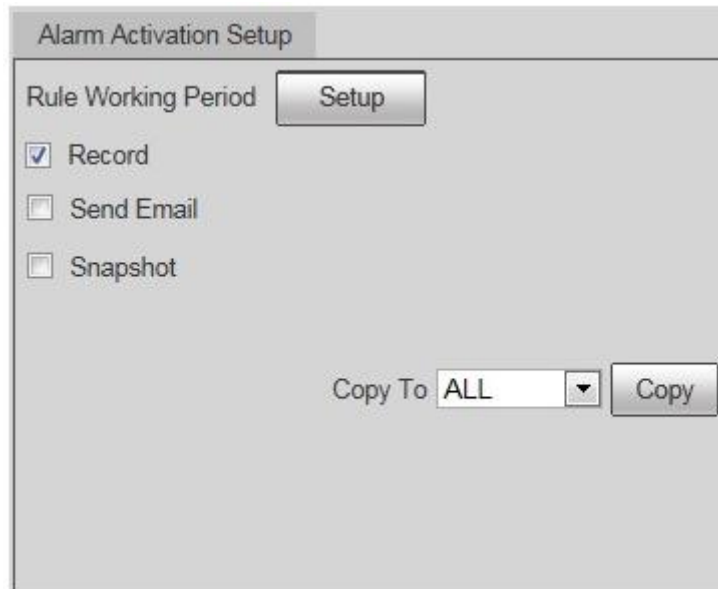 Alarm Activation Setup
Rule Working Period Setup
Record
Send Email
Snapshot
Copy To ALL Copy